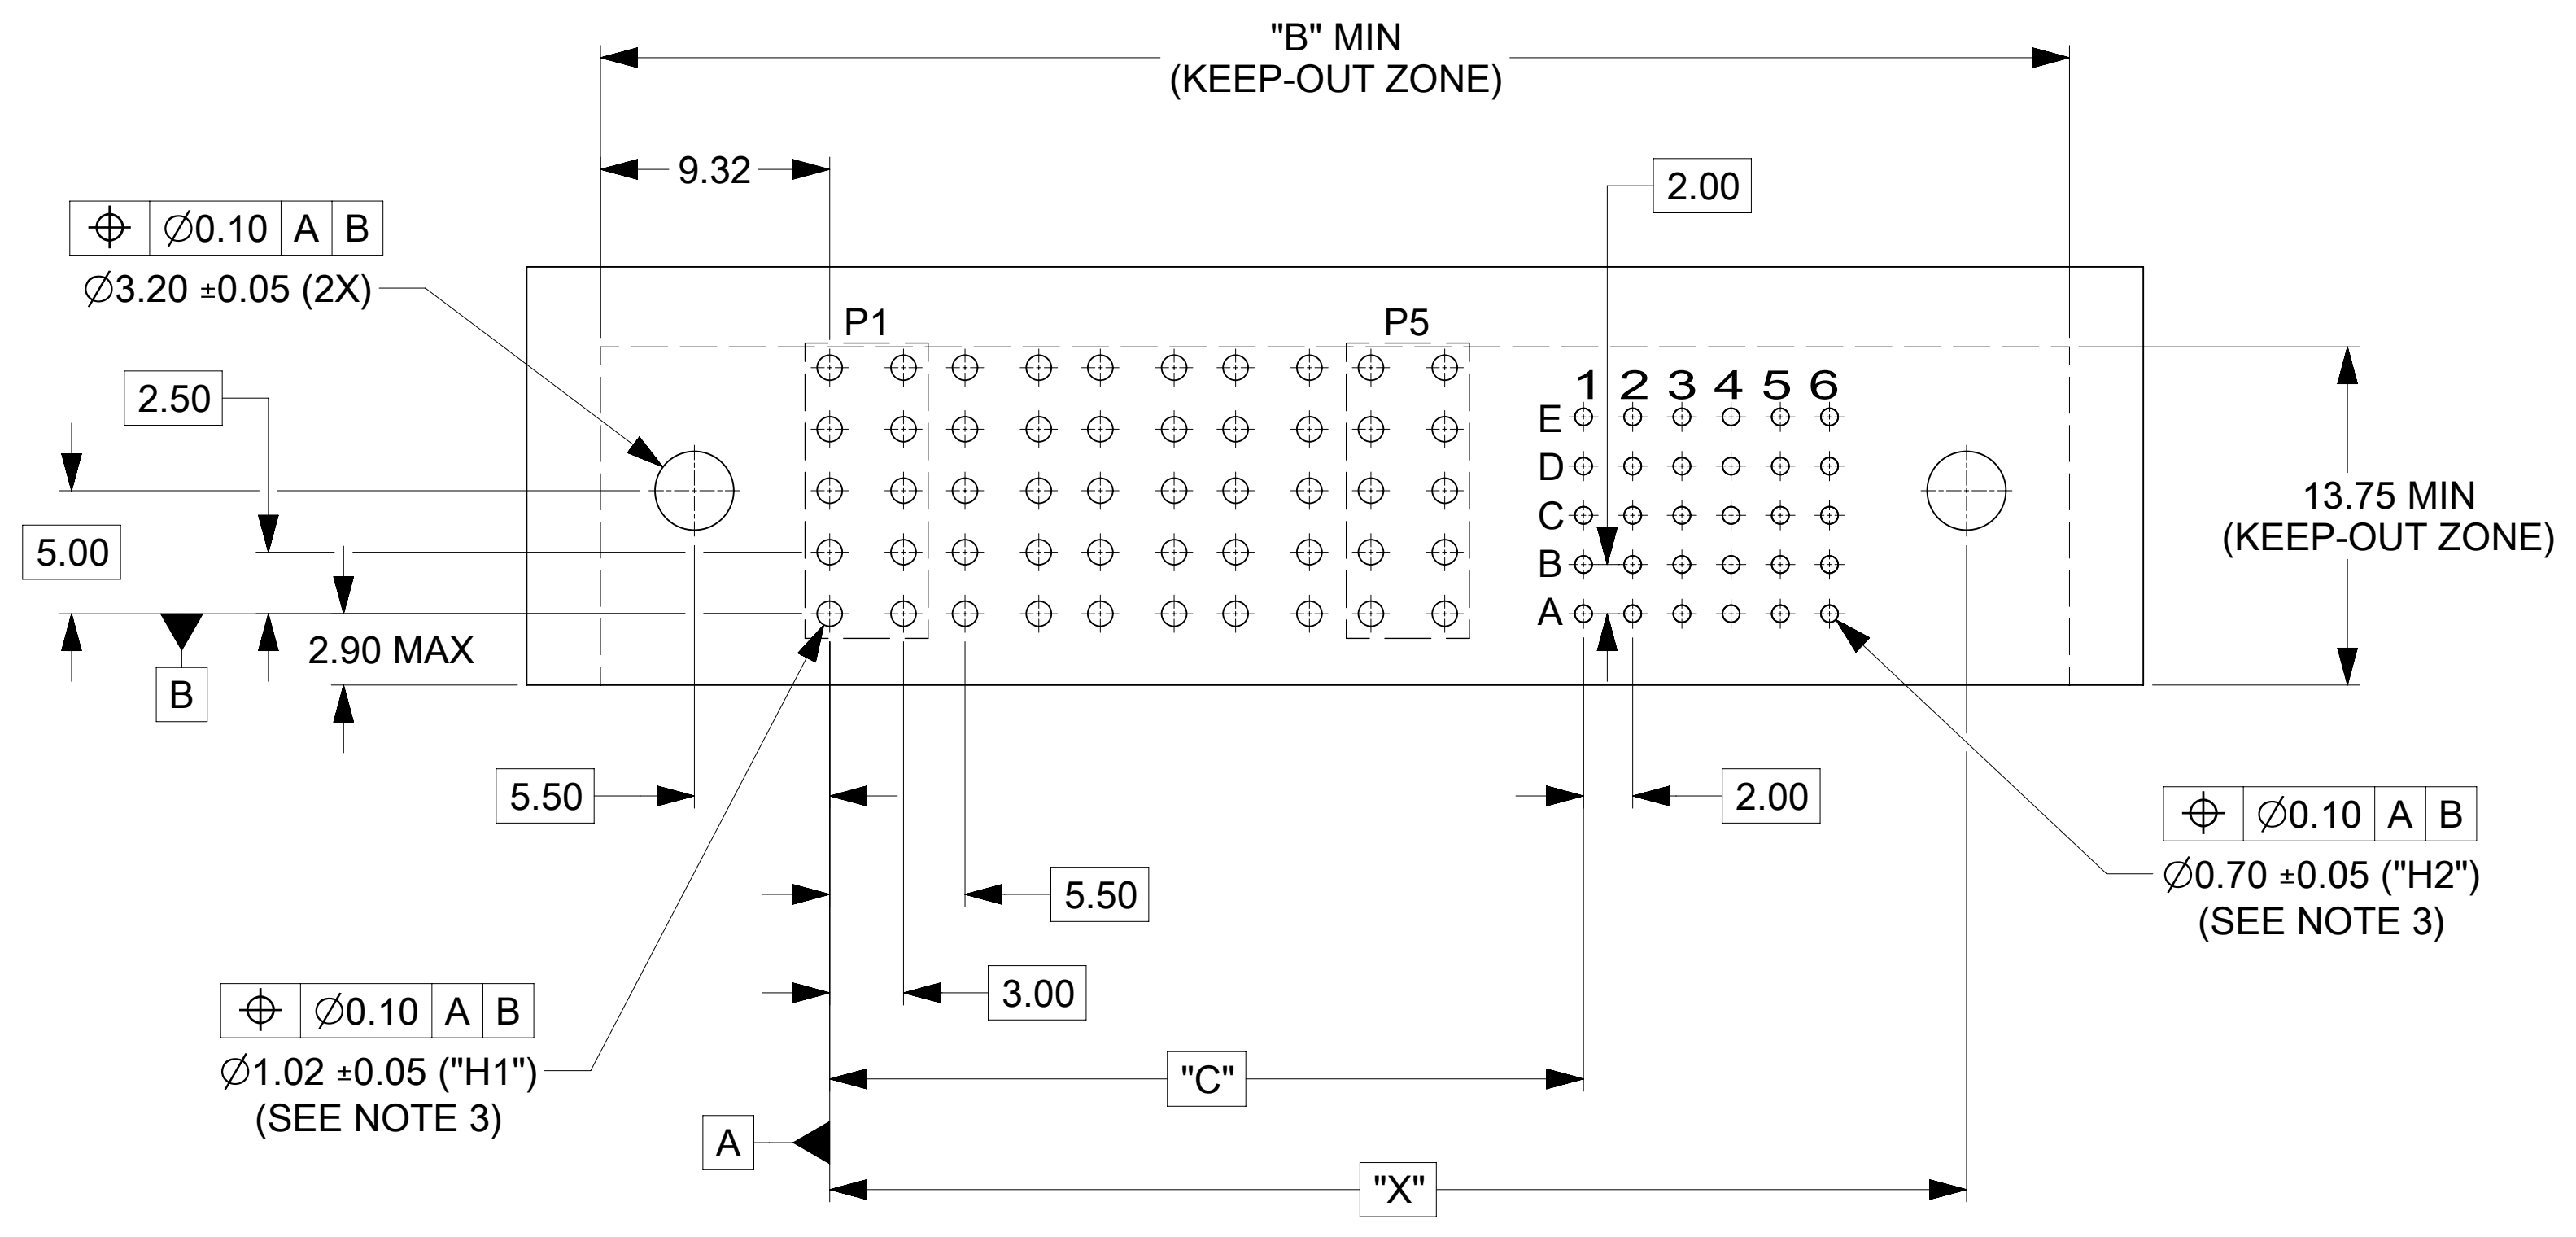 "B" MIN
(KEEP-OUT ZONE)
9.32
2.00
⌖ ∅0.10 A B
∅3.20 ±0.05 (2X)
P1
P5
2.50
1 2 3 4 5 6
E
D
C
B
A
5.00
13.75 MIN
(KEEP-OUT ZONE)
2.90 MAX
B
5.50
2.00
⌖ ∅0.10 A B
∅0.70 ±0.05 ("H2")
(SEE NOTE 3)
5.50
3.00
⌖ ∅0.10 A B
∅1.02 ±0.05 ("H1")
(SEE NOTE 3)
"C"
A
"X"